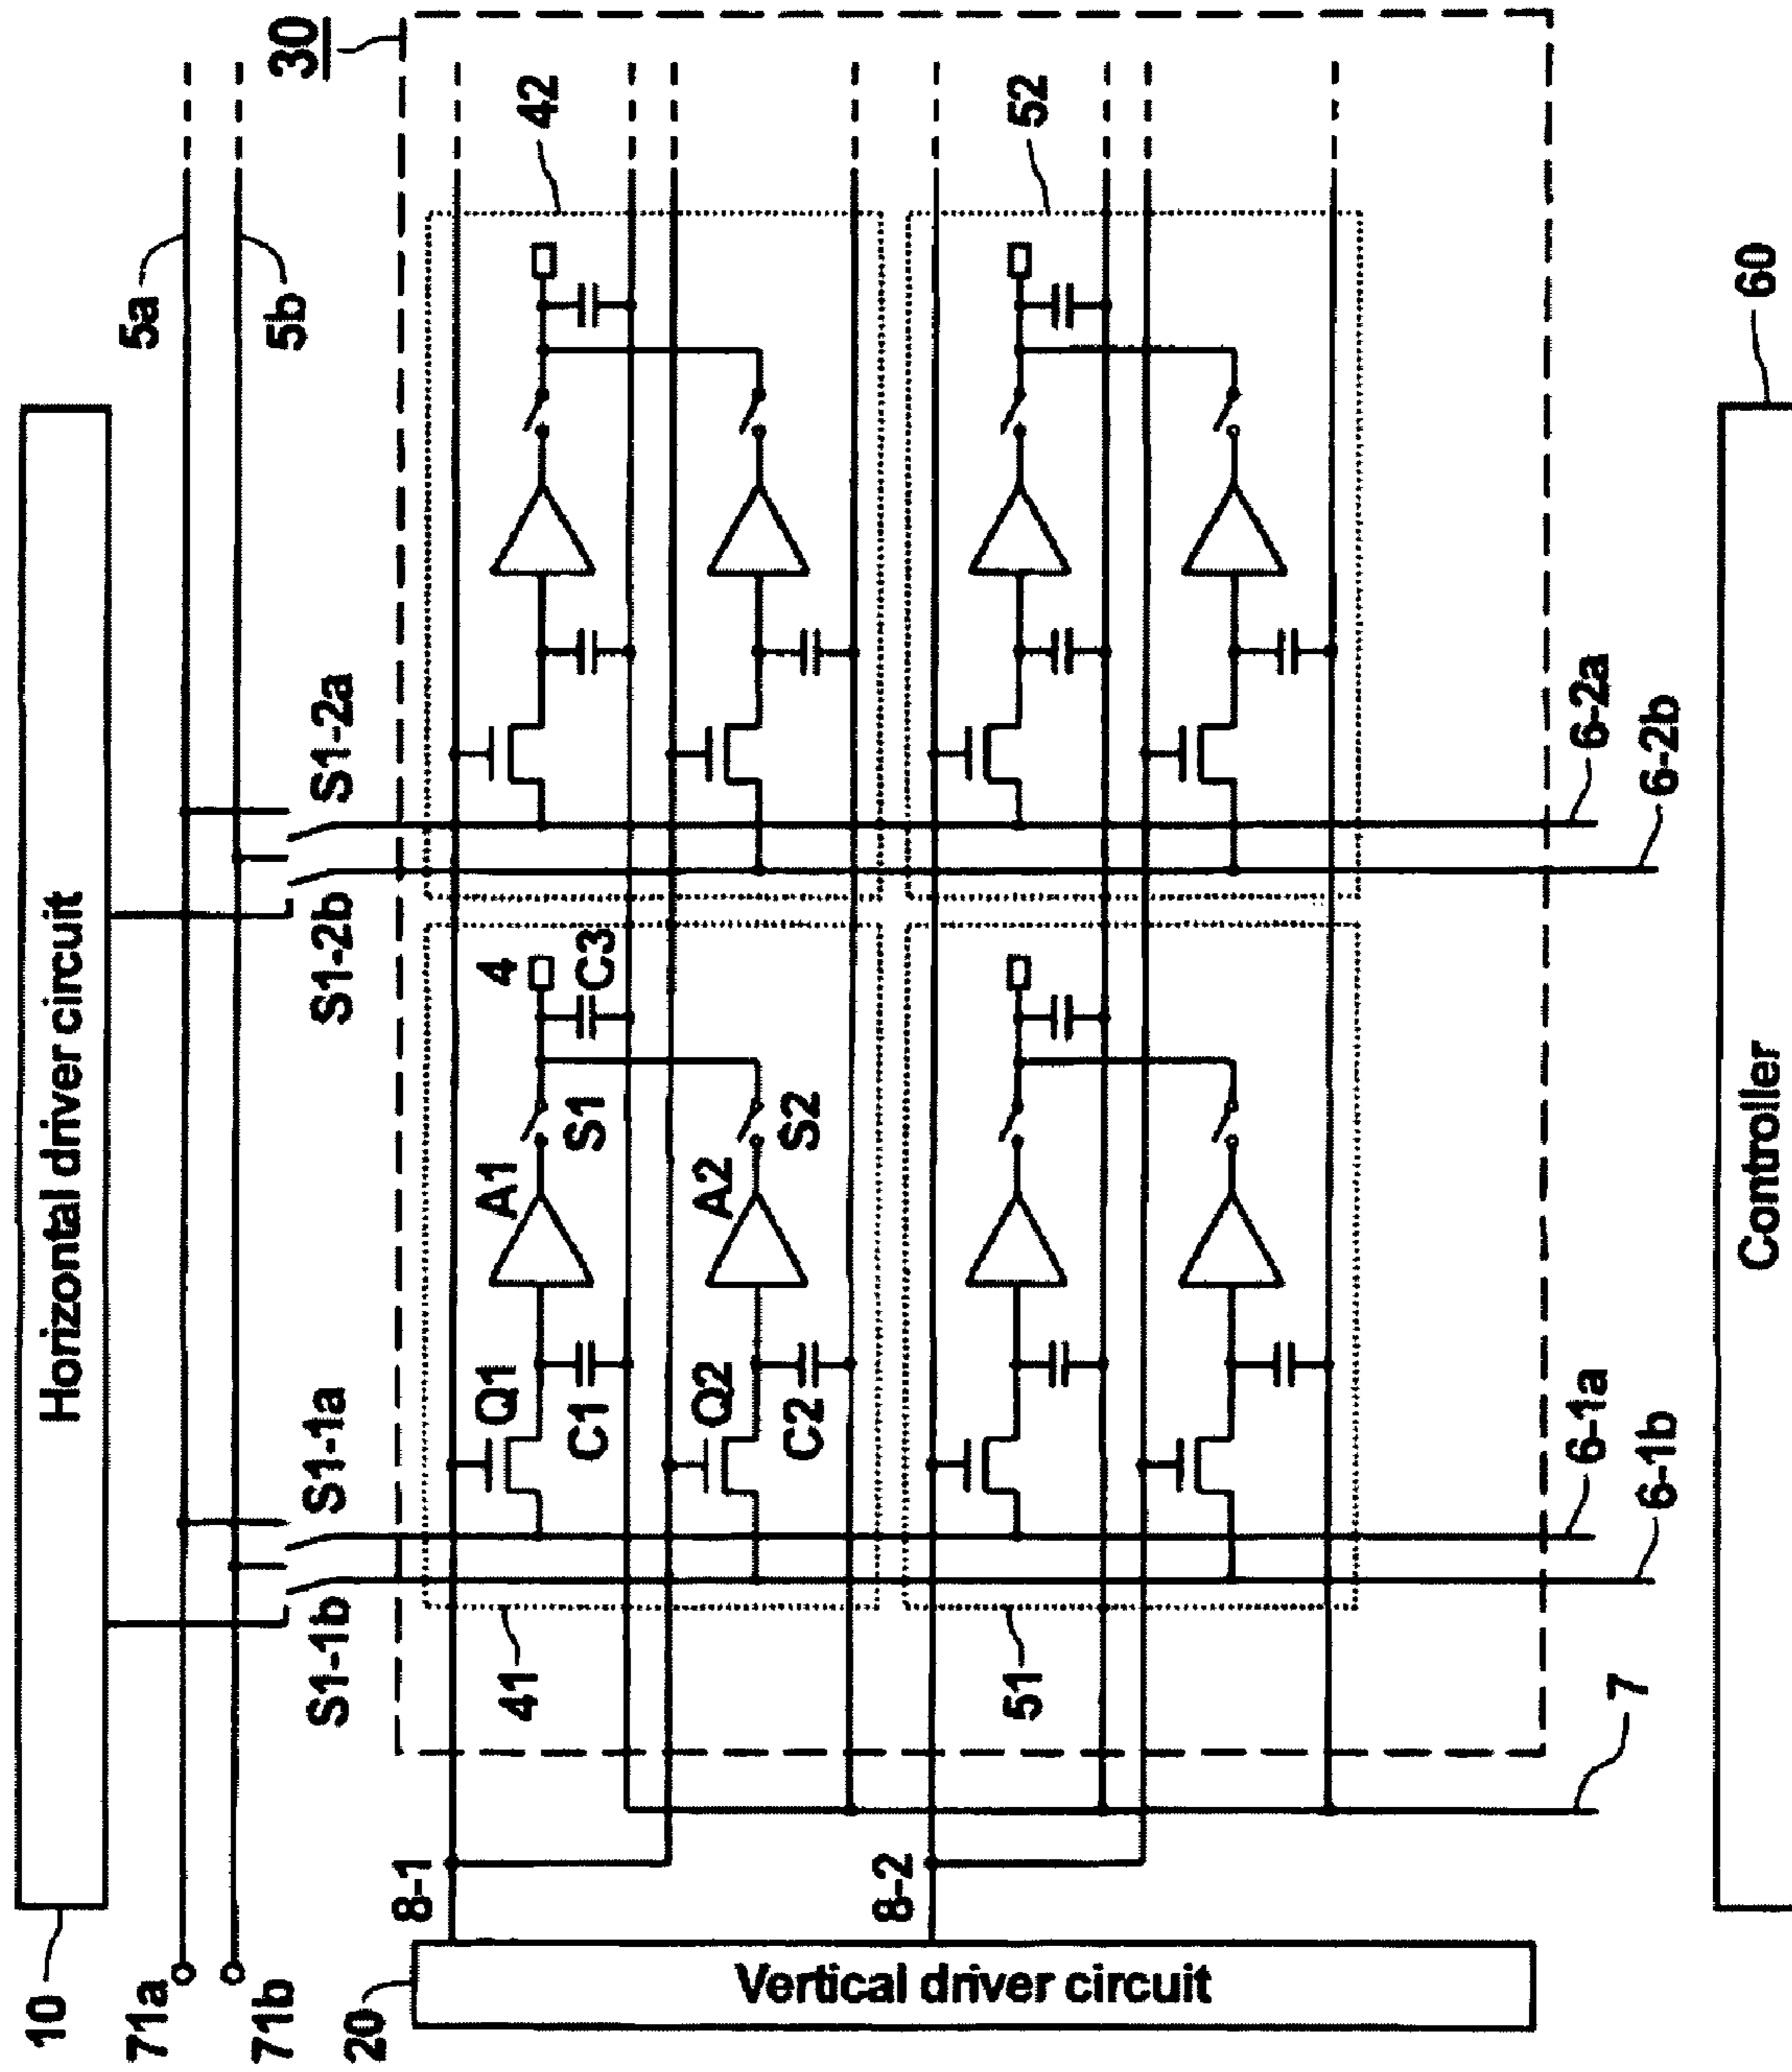 10
Horizontal driver circuit
71a
71b
5a
5b
S1-1b
S1-1a
S1-2b
S1-2a
30
20
Vertical driver circuit
8-1
8-2
41
42
Q1
A1
4
C1
S1
C3
Q2
A2
C2
S2
51
52
7
6-1a
6-1b
6-2a
6-2b
Controller
60